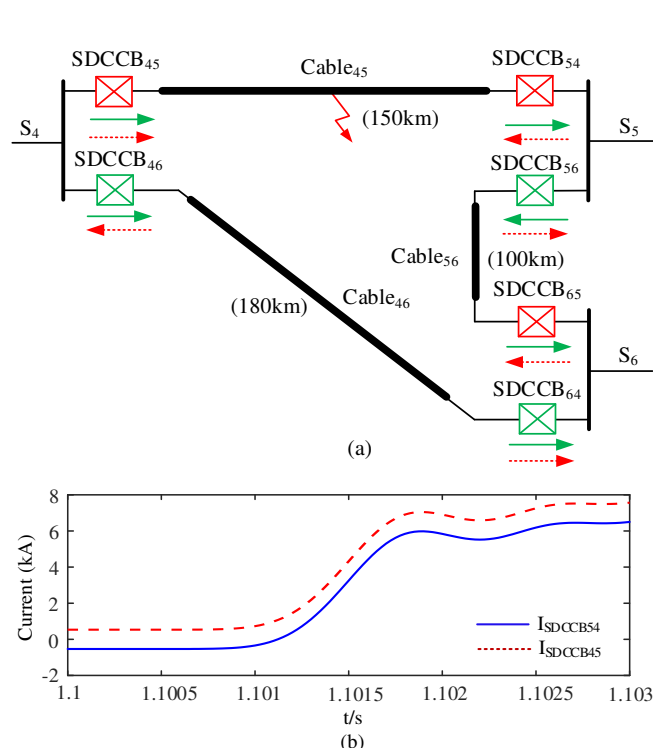 SDCCB45
Cable45
SDCCB54
(150km)
S4
S5
SDCCB46
SDCCB56
Cable56
(100km)
(180km)
Cable46
SDCCB65
S6
SDCCB64
(a)
Current (kA)
8
6
4
2
0
-2
ISDCCB54
ISDCCB45
1.1 1.1005 1.101 1.1015 1.102 1.1025 1.103
t/s
(b)